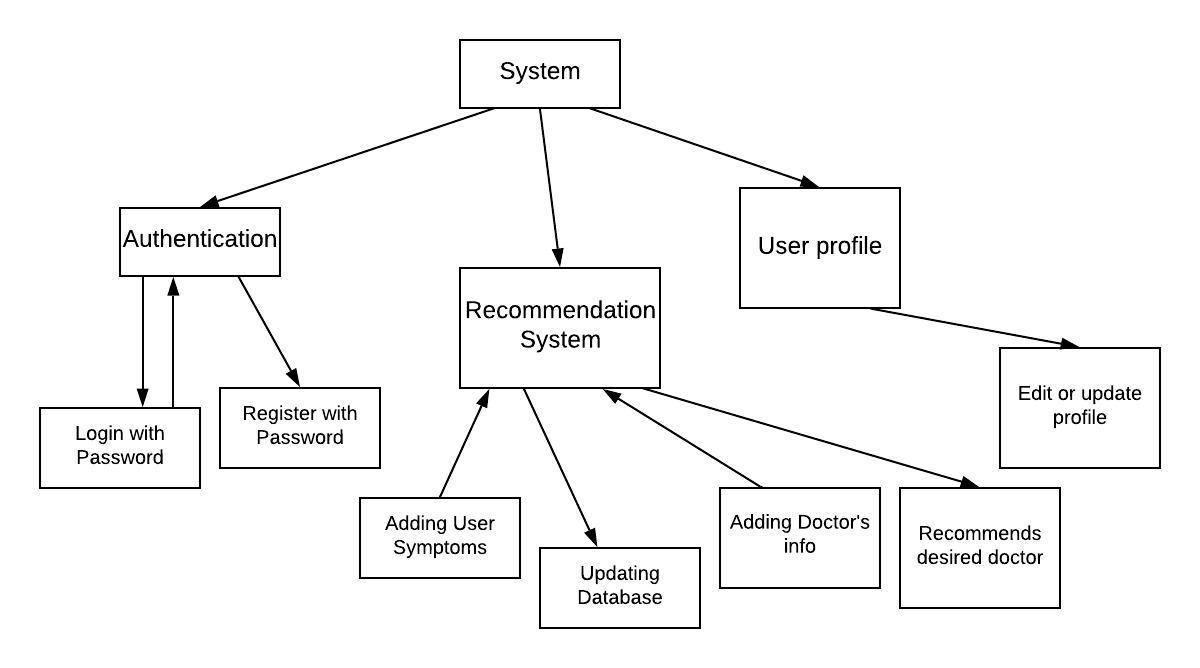 System
Authentication
User profile
Recommendation
System
Edit or update
profile
Register with
Password
Login with
Password
Adding User
Symptoms
Adding Doctor's
info
Recommends
desired doctor
Updating
Database